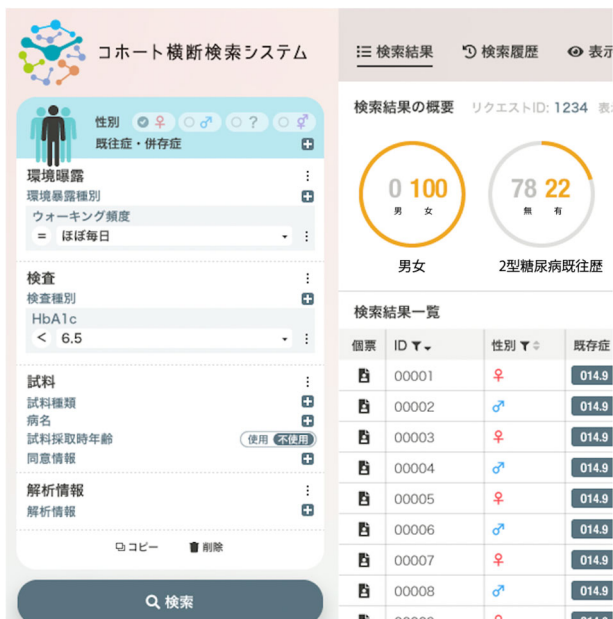 コホート横断検索システム
性別 ♀ ♂ ? ⚥
既往症・併存症
環境曝露
環境暴露種別
ウォーキング頻度
= ほぼ毎日
検査
検査種別
HbA1c
< 6.5
試料
試料種類
病名
試料採取時年齢 使用 不使用
同意情報
解析情報
解析情報
コピー 削除
検索
検索結果 検索履歴 表示
検索結果の概要 リクエストID: 1234 表
0 100
男 女
男女
78 22
無 有
2型糖尿病既往歴
検索結果一覧
個票 ID 性別 既存症
00001 ♀ 014.9
00002 ♂ 014.9
00003 ♀ 014.9
00004 ♂ 014.9
00005 ♀ 014.9
00006 ♂ 014.9
00007 ♀ 014.9
00008 ♂ 014.9